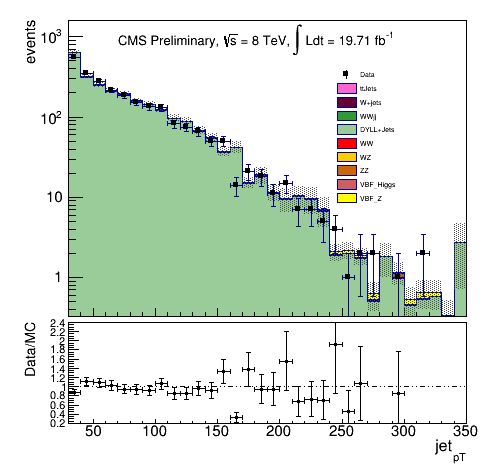 events
10³
10²
10
1
CMS Preliminary, √s = 8 TeV, ∫ Ldt = 19.71 fb⁻¹
Data
ttJets
W+jets
WWjj
DYLL+Jets
WW
WZ
ZZ
VBF_Higgs
VBF_Z
Data/MC
2.4
2.2
2
1.8
1.6
1.4
1.2
1
0.8
0.6
0.4
0.2
50 100 150 200 250 300 350
jet_pT